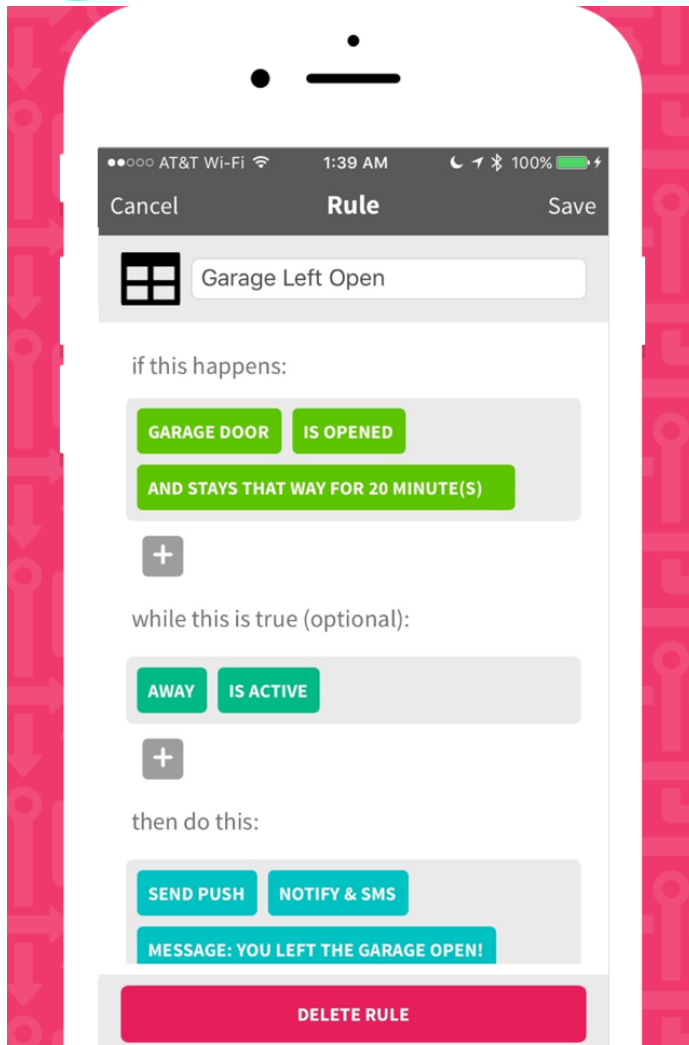 AT&T Wi-Fi 1:39 AM 100%
Cancel Rule Save
Garage Left Open
if this happens:
GARAGE DOOR IS OPENED
AND STAYS THAT WAY FOR 20 MINUTE(S)
+
while this is true (optional):
AWAY IS ACTIVE
+
then do this:
SEND PUSH NOTIFY & SMS
MESSAGE: YOU LEFT THE GARAGE OPEN!
DELETE RULE